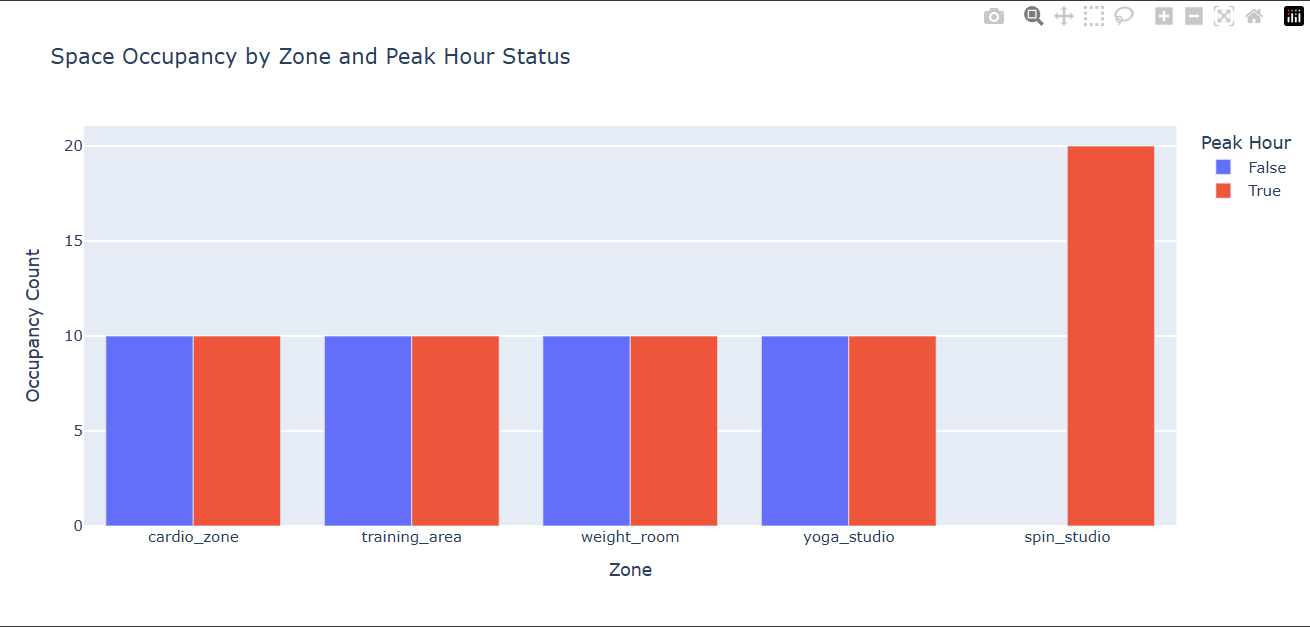 Space Occupancy by Zone and Peak Hour Status
Peak Hour
False
True
Occupancy Count
20
15
10
5
0
cardio_zone
training_area
weight_room
yoga_studio
spin_studio
Zone